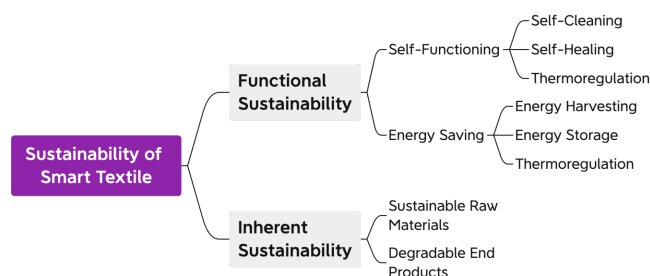 Sustainability of
Smart Textile
Functional
Sustainability
Self-Functioning
Self-Cleaning
Self-Healing
Thermoregulation
Energy Saving
Energy Harvesting
Energy Storage
Thermoregulation
Inherent
Sustainability
Sustainable Raw
Materials
Degradable End
Products